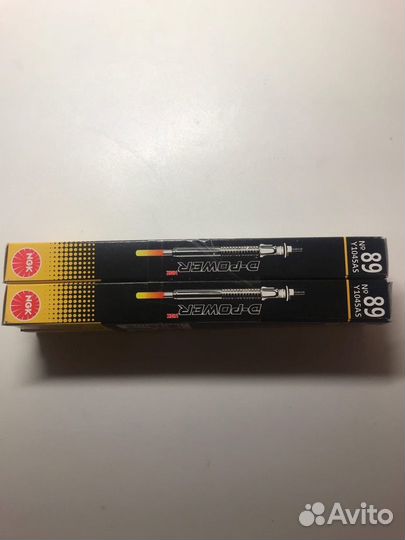 NGK
D-POWER
No
89
Y1045AS
NGK
D-POWER
No
89
Y1045AS
Avito